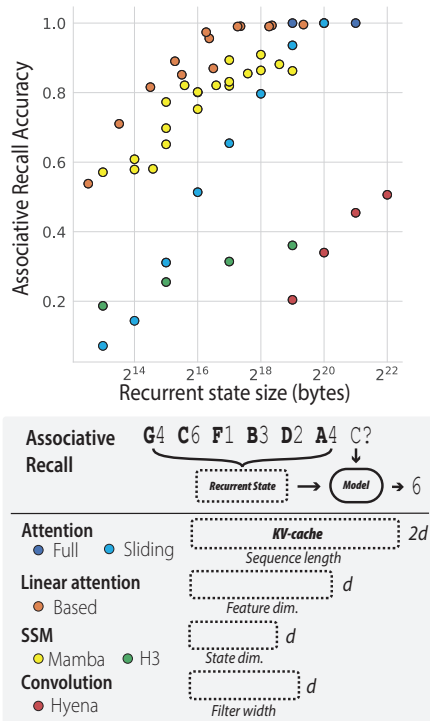 1.0
0.8
0.6
0.4
0.2
Associative Recall Accuracy
2^14 2^16 2^18 2^20 2^22
Recurrent state size (bytes)
Associative Recall
G4 C6 F1 B3 D2 A4 C?
Recurrent State
Model
6
Attention
Full Sliding
KV-cache
2d
Sequence length
Linear attention
Based
d
Feature dim.
SSM
Mamba H3
d
State dim.
Convolution
Hyena
d
Filter width